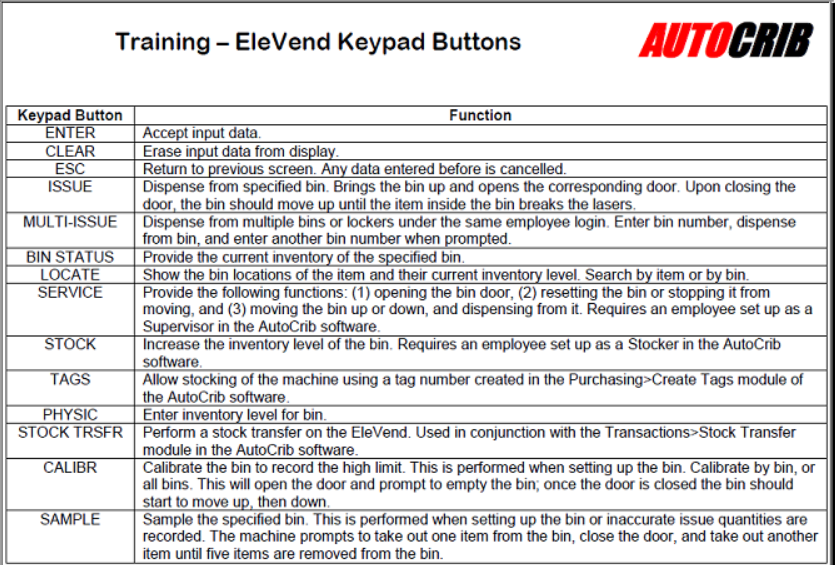 Training – EleVend Keypad Buttons
AUTOCRIB
Keypad Button Function
ENTER Accept input data.
CLEAR Erase input data from display.
ESC Return to previous screen. Any data entered before is cancelled.
ISSUE Dispense from specified bin. Brings the bin up and opens the corresponding door. Upon closing the
door, the bin should move up until the item inside the bin breaks the lasers.
MULTI-ISSUE Dispense from multiple bins or lockers under the same employee login. Enter bin number, dispense
from bin, and enter another bin number when prompted.
BIN STATUS Provide the current inventory of the specified bin.
LOCATE Show the bin locations of the item and their current inventory level. Search by item or by bin.
SERVICE Provide the following functions: (1) opening the bin door, (2) resetting the bin or stopping it from
moving, and (3) moving the bin up or down, and dispensing from it. Requires an employee set up as a
Supervisor in the AutoCrib software.
STOCK Increase the inventory level of the bin. Requires an employee set up as a Stocker in the AutoCrib
software.
TAGS Allow stocking of the machine using a tag number created in the Purchasing>Create Tags module of
the AutoCrib software.
PHYSIC Enter inventory level for bin.
STOCK TRSFR Perform a stock transfer on the EleVend. Used in conjunction with the Transactions>Stock Transfer
module in the AutoCrib software.
CALIBR Calibrate the bin to record the high limit. This is performed when setting up the bin. Calibrate by bin, or
all bins. This will open the door and prompt to empty the bin; once the door is closed the bin should
start to move up, then down.
SAMPLE Sample the specified bin. This is performed when setting up the bin or inaccurate issue quantities are
recorded. The machine prompts to take out one item from the bin, close the door, and take out another
item until five items are removed from the bin.